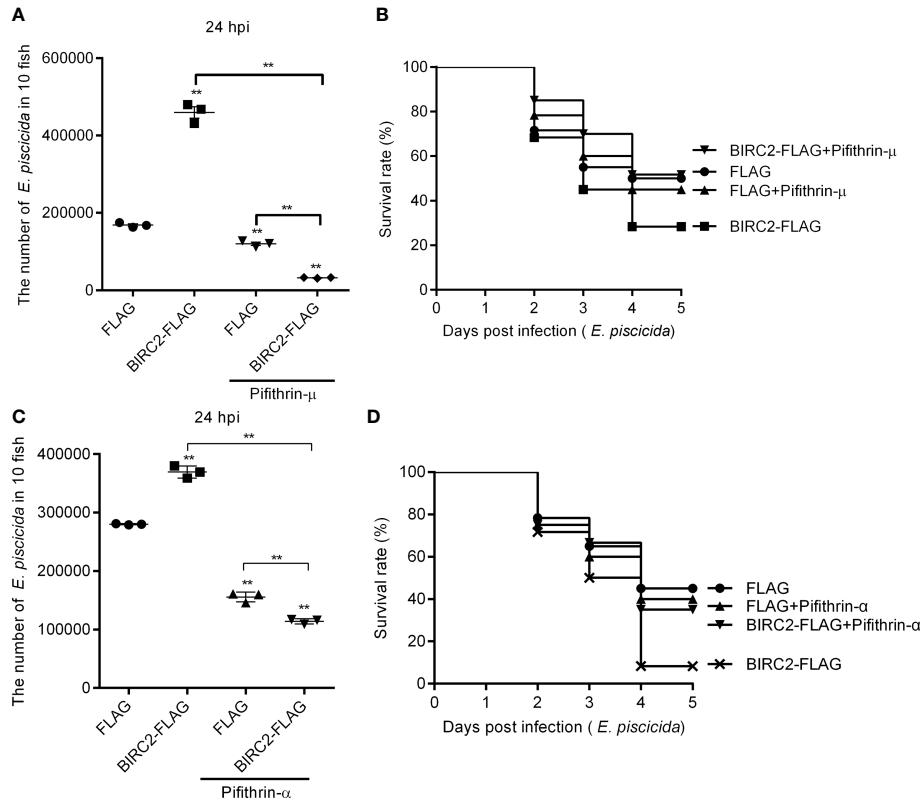 A
24 hpi
The number of E. piscicida in 10 fish
600000
400000
200000
0
**
**
**
**
**
FLAG
BIRC2-FLAG
FLAG
BIRC2-FLAG
Pifithrin-μ
B
Survival rate (%)
100
80
60
40
20
0
0 1 2 3 4 5
Days post infection ( E. piscicida)
BIRC2-FLAG+Pifithrin-μ
FLAG
FLAG+Pifithrin-μ
BIRC2-FLAG
C
24 hpi
The number of E. piscicida in 10 fish
400000
300000
200000
100000
0
**
**
**
**
**
FLAG
BIRC2-FLAG
FLAG
BIRC2-FLAG
Pifithrin-α
D
Survival rate (%)
100
80
60
40
20
0
0 1 2 3 4 5
Days post infection ( E. piscicida)
FLAG
FLAG+Pifithrin-α
BIRC2-FLAG+Pifithrin-α
BIRC2-FLAG